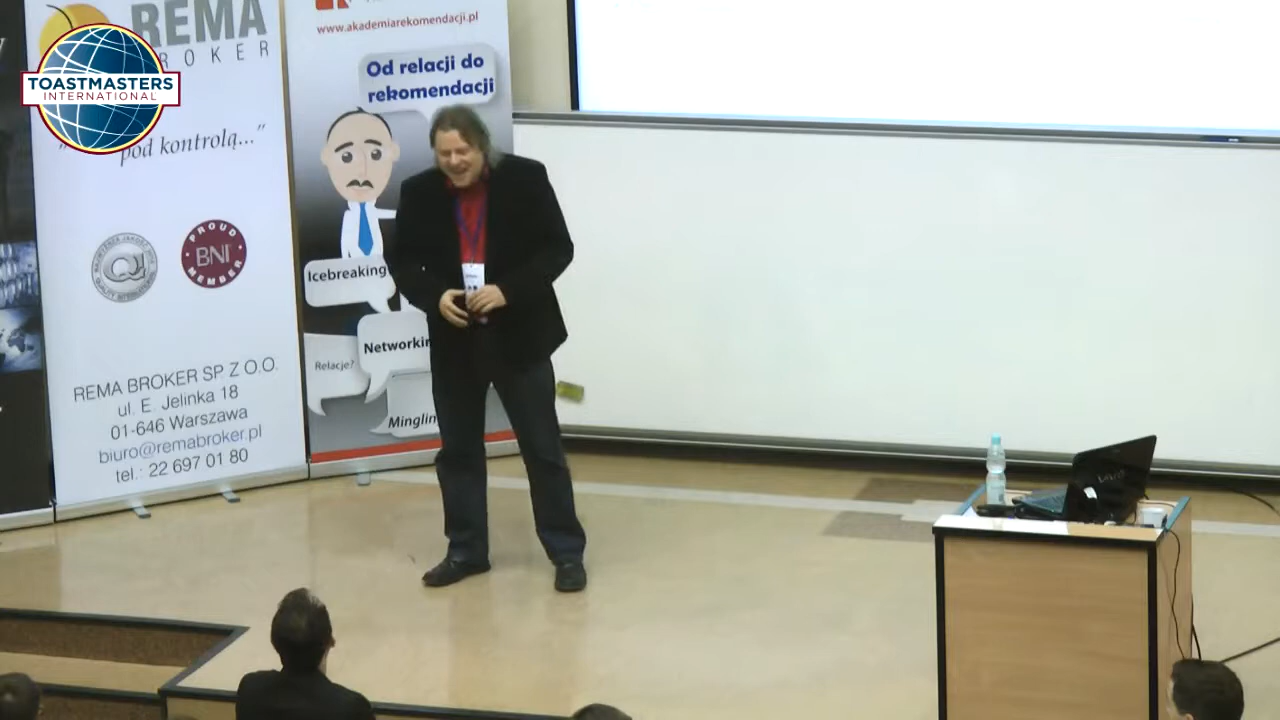 REMA
BROKER
TOASTMASTERS
INTERNATIONAL
pod kontrolą..."
PROUD
BNI
MEMBER
REMA BROKER SP Z O.O.
ul. E. Jelinka 18
01-646 Warszawa
biuro@remabroker.pl
tel.: 22 697 01 80
www.akademiarekomendacji.pl
Od relacji do
rekomendacji
Icebreaking
Networkin
Relacje?
Minglin
VAIO